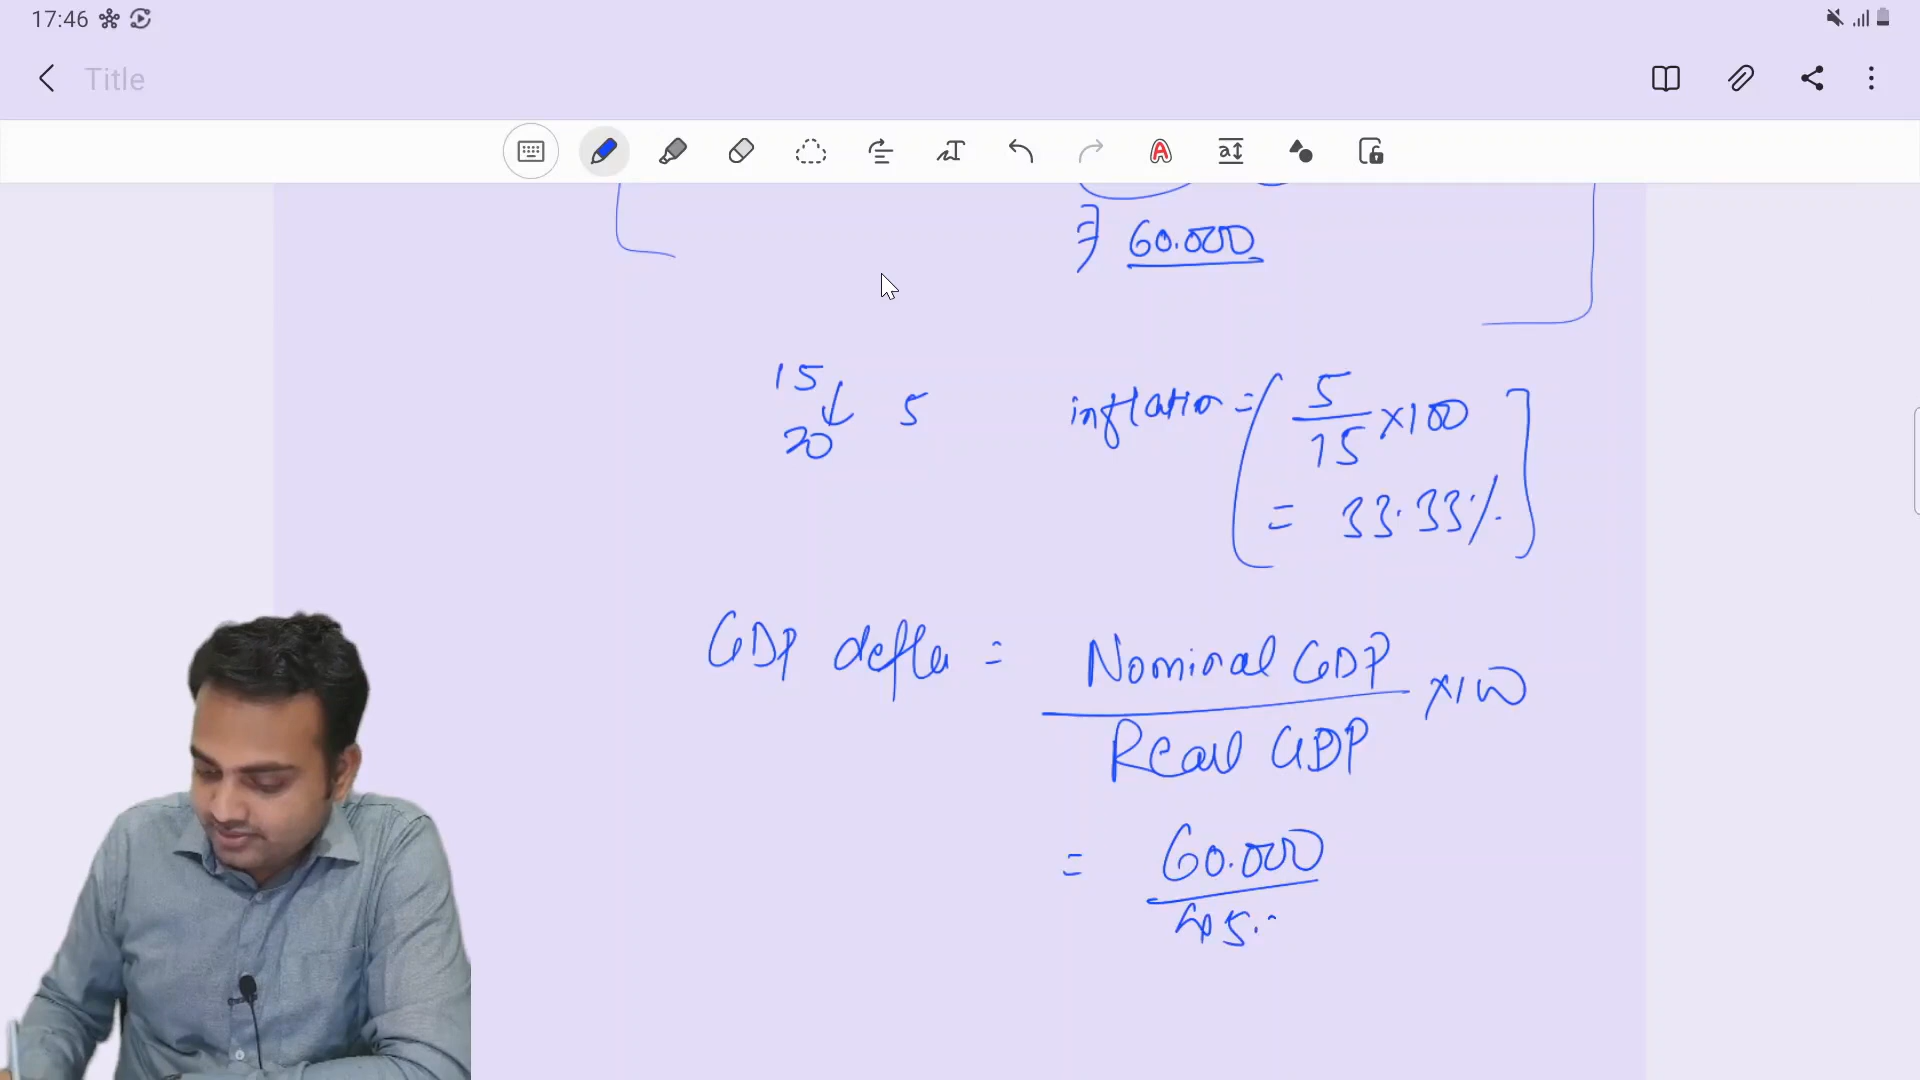 17:46
Title
⇒ 60.000
15
20
5
inflation = 5/15 ×100
= 33.33%
GDP defla = Nominal GDP / Real GDP ×100
= 60.000 / 45.